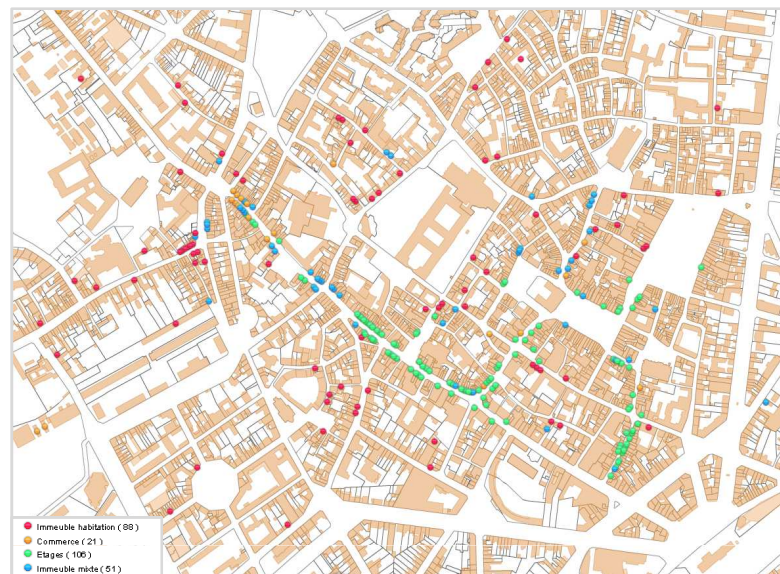 Immeuble habitation ( 88 )
Commerce ( 21 )
Etages ( 106 )
Immeuble mixte ( 51 )